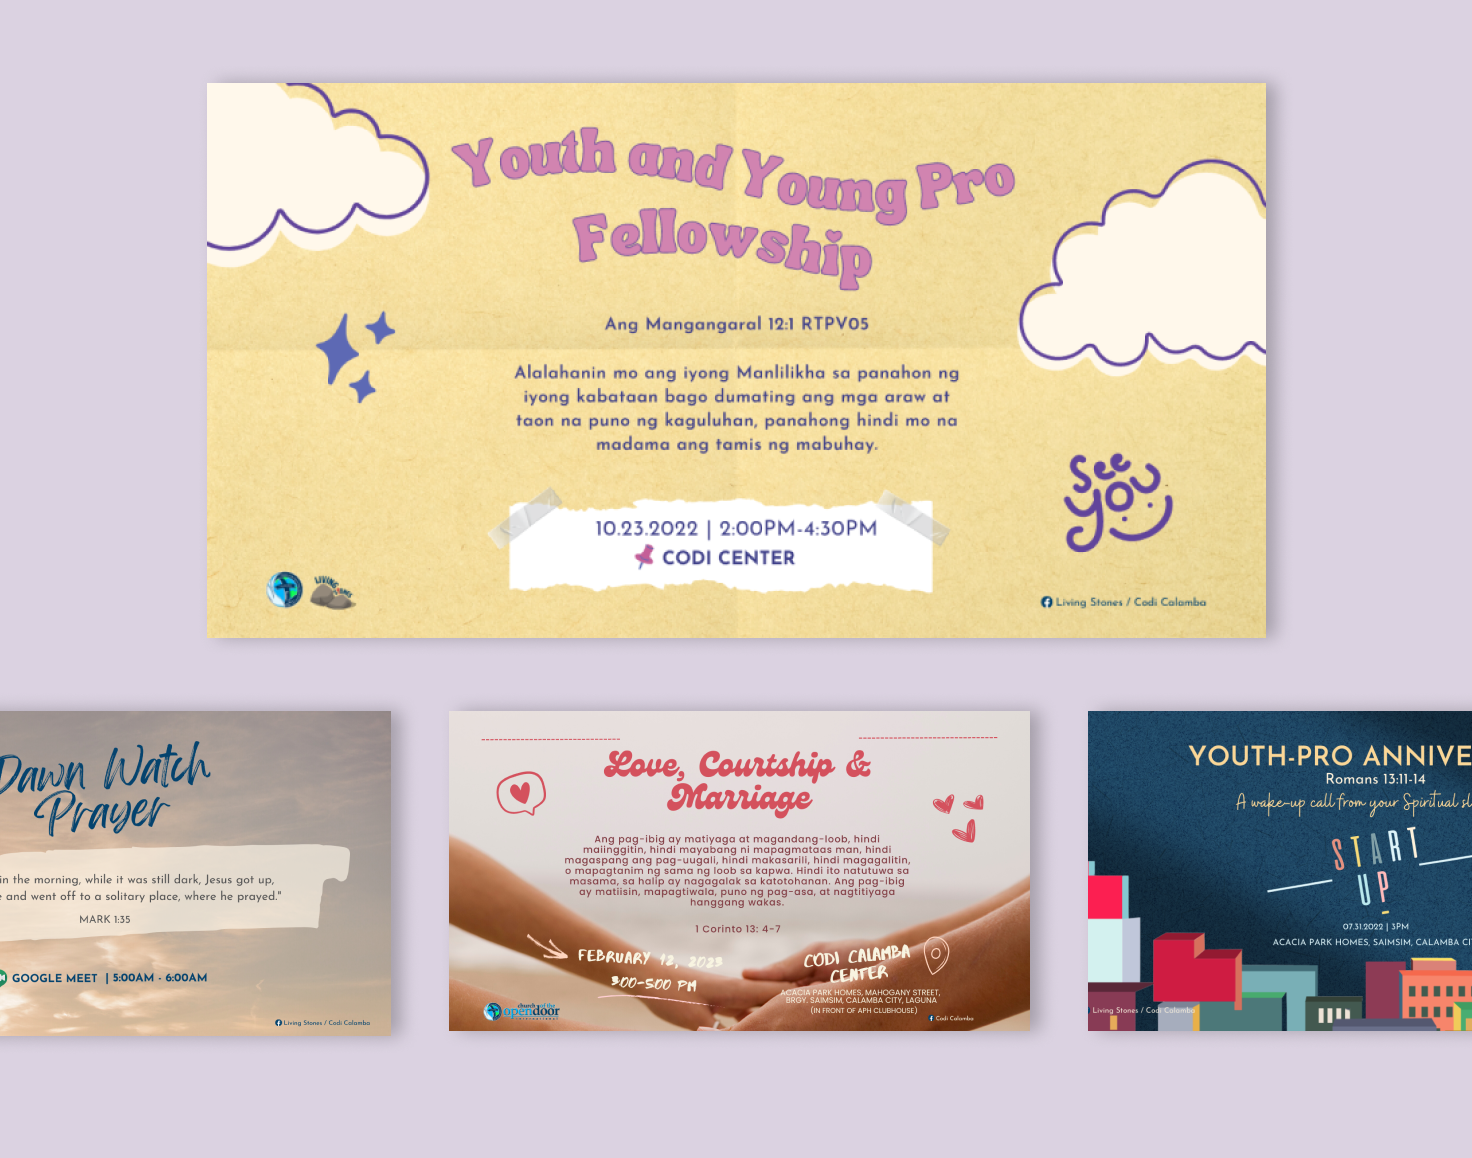 Youth and Young Pro
Fellowship
Ang Mangangaral 12:1 RTPV05
Alalahanin mo ang iyong Manlilikha sa panahon ng
iyong kabataan bago dumating ang mga araw at
taon na puno ng kaguluhan, panahong hindi mo na
madama ang tamis ng mabuhay.
see
you
10.23.2022 | 2:00PM-4:30PM
CODI CENTER
LIVING
Living Stones / Codi Calamba
Dawn Watch
Prayer
in the morning, while it was still dark, Jesus got up,
and went off to a solitary place, where he prayed."
MARK 1:35
GOOGLE MEET | 5:00AM - 6:00AM
Living Stones / Codi Calamba
Love, Courtship &
Marriage
Ang pag-ibig ay matiyaga at magandang-loob, hindi
maiinggitin, hindi mayabang ni mapagmataas man, hindi
magaspang ang pag-uugali, hindi makasarili, hindi magagalitin,
o mapagtanim ng sama ng loob sa kapwa. Hindi ito natutuwa sa
masama, sa halip ay nagagalak sa katotohanan. Ang pag-ibig
ay matiisin, mapagtiwala, puno ng pag-asa, at nagtitiyaga
hanggang wakas.
1 Corinto 13: 4-7
FEBRUARY 12, 2023
3:00-5:00 PM
CODI CALAMBA
CENTER
ACACIA PARK HOMES, MAHOGANY STREET,
BRGY. SAIMSIM, CALAMBA CITY, LAGUNA
(IN FRONT OF APH CLUBHOUSE)
church of the
opendoor
international
Codi Calamba
YOUTH-PRO ANNIVE
Romans 13:11-14
A wake-up call from your Spiritual sl
START
UP
07.31.2022 | 3PM
ACACIA PARK HOMES, SAIMSIM, CALAMBA CI
Living Stones / Codi Calamba